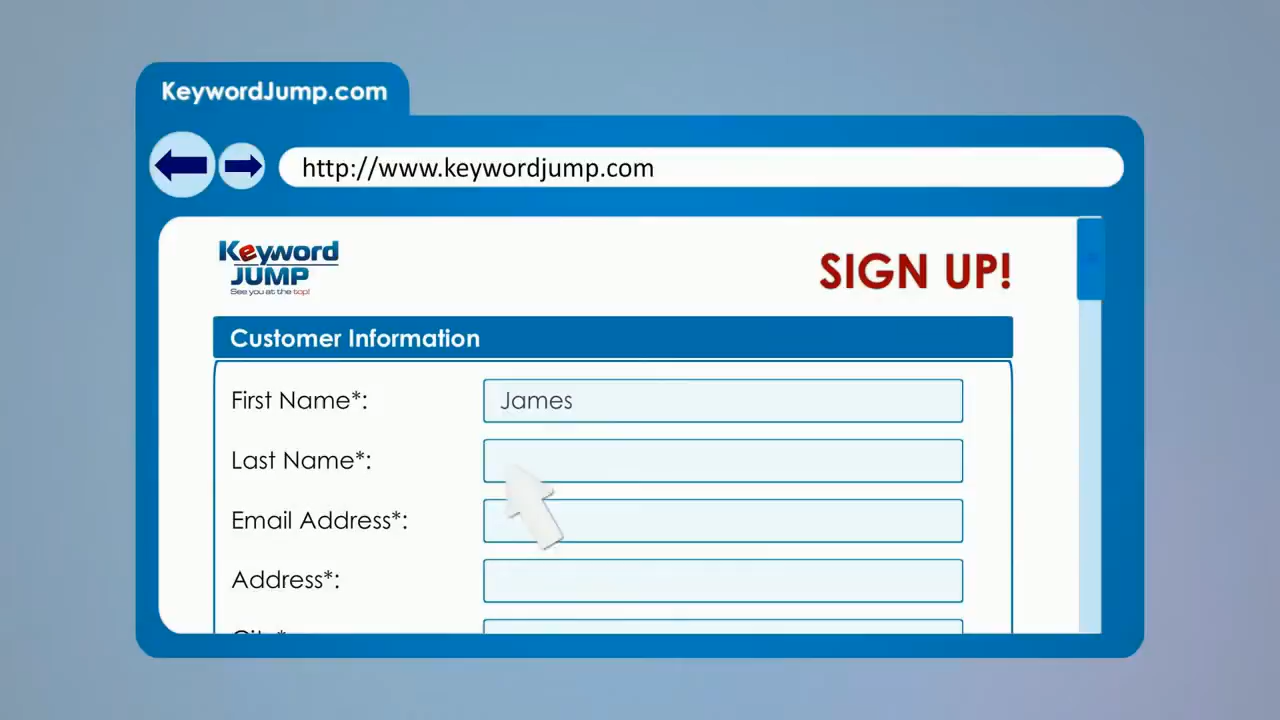 KeywordJump.com
http://www.keywordjump.com
Keyword
JUMP
See you at the top!
SIGN UP!
Customer Information
First Name*: James
Last Name*:
Email Address*:
Address*:
City*